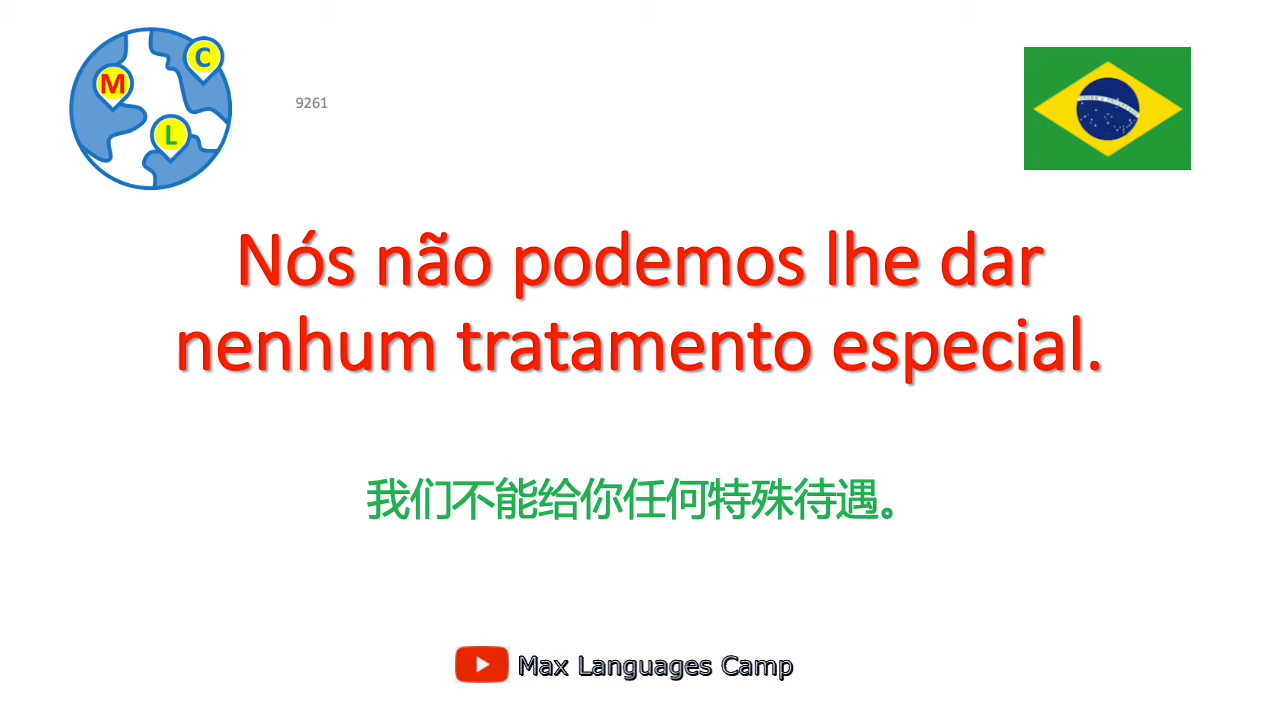 M
C
L
9261
Nós não podemos lhe dar
nenhum tratamento especial.
我们不能给你任何特殊待遇。
Max Languages Camp